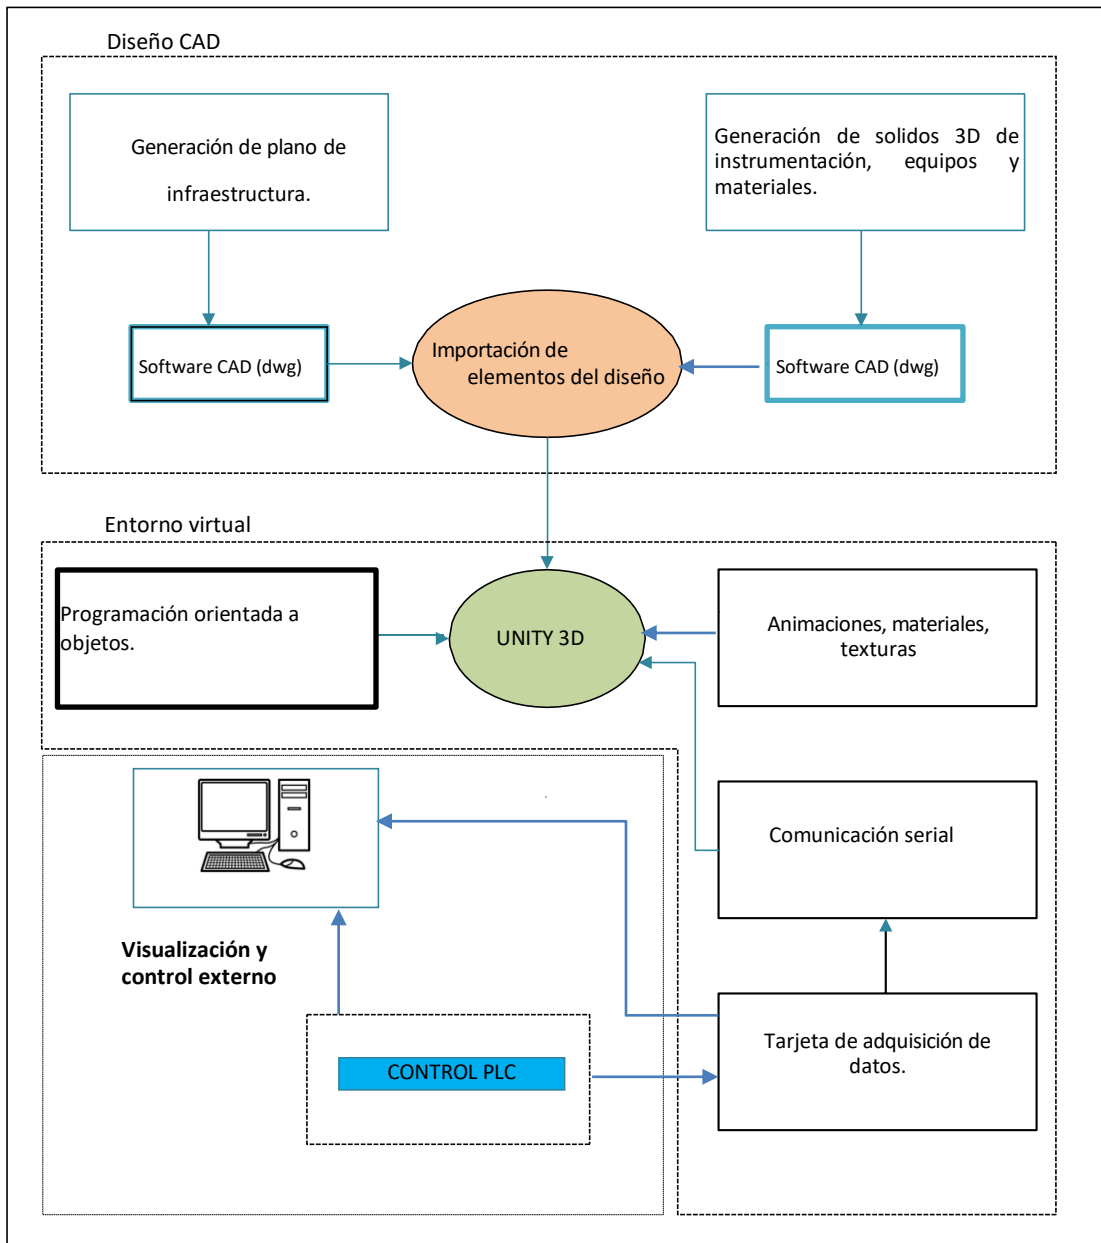 Diseño CAD
Generación de plano de
infraestructura.
Generación de solidos 3D de
instrumentación, equipos y
materiales.
Software CAD (dwg)
Importación de
elementos del diseño
Software CAD (dwg)
Entorno virtual
Programación orientada a
objetos.
UNITY 3D
Animaciones, materiales,
texturas
Comunicación serial
Visualización y
control externo
CONTROL PLC
Tarjeta de adquisición de
datos.